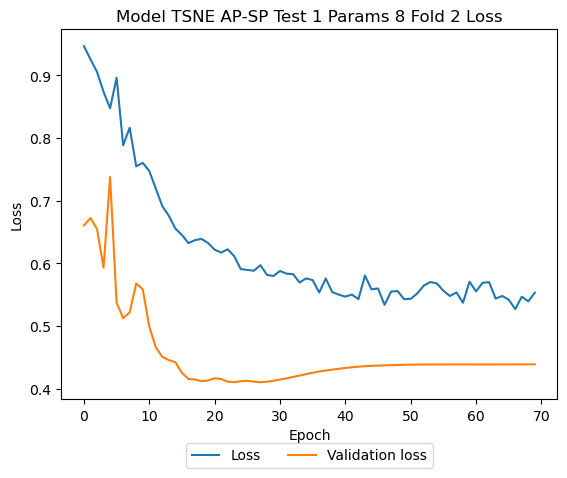 Model TSNE AP-SP Test 1 Params 8 Fold 2 Loss
0.9
0.8
0.7
0.6
0.5
0.4
Loss
0 10 20 30 40 50 60 70
Epoch
Loss Validation loss